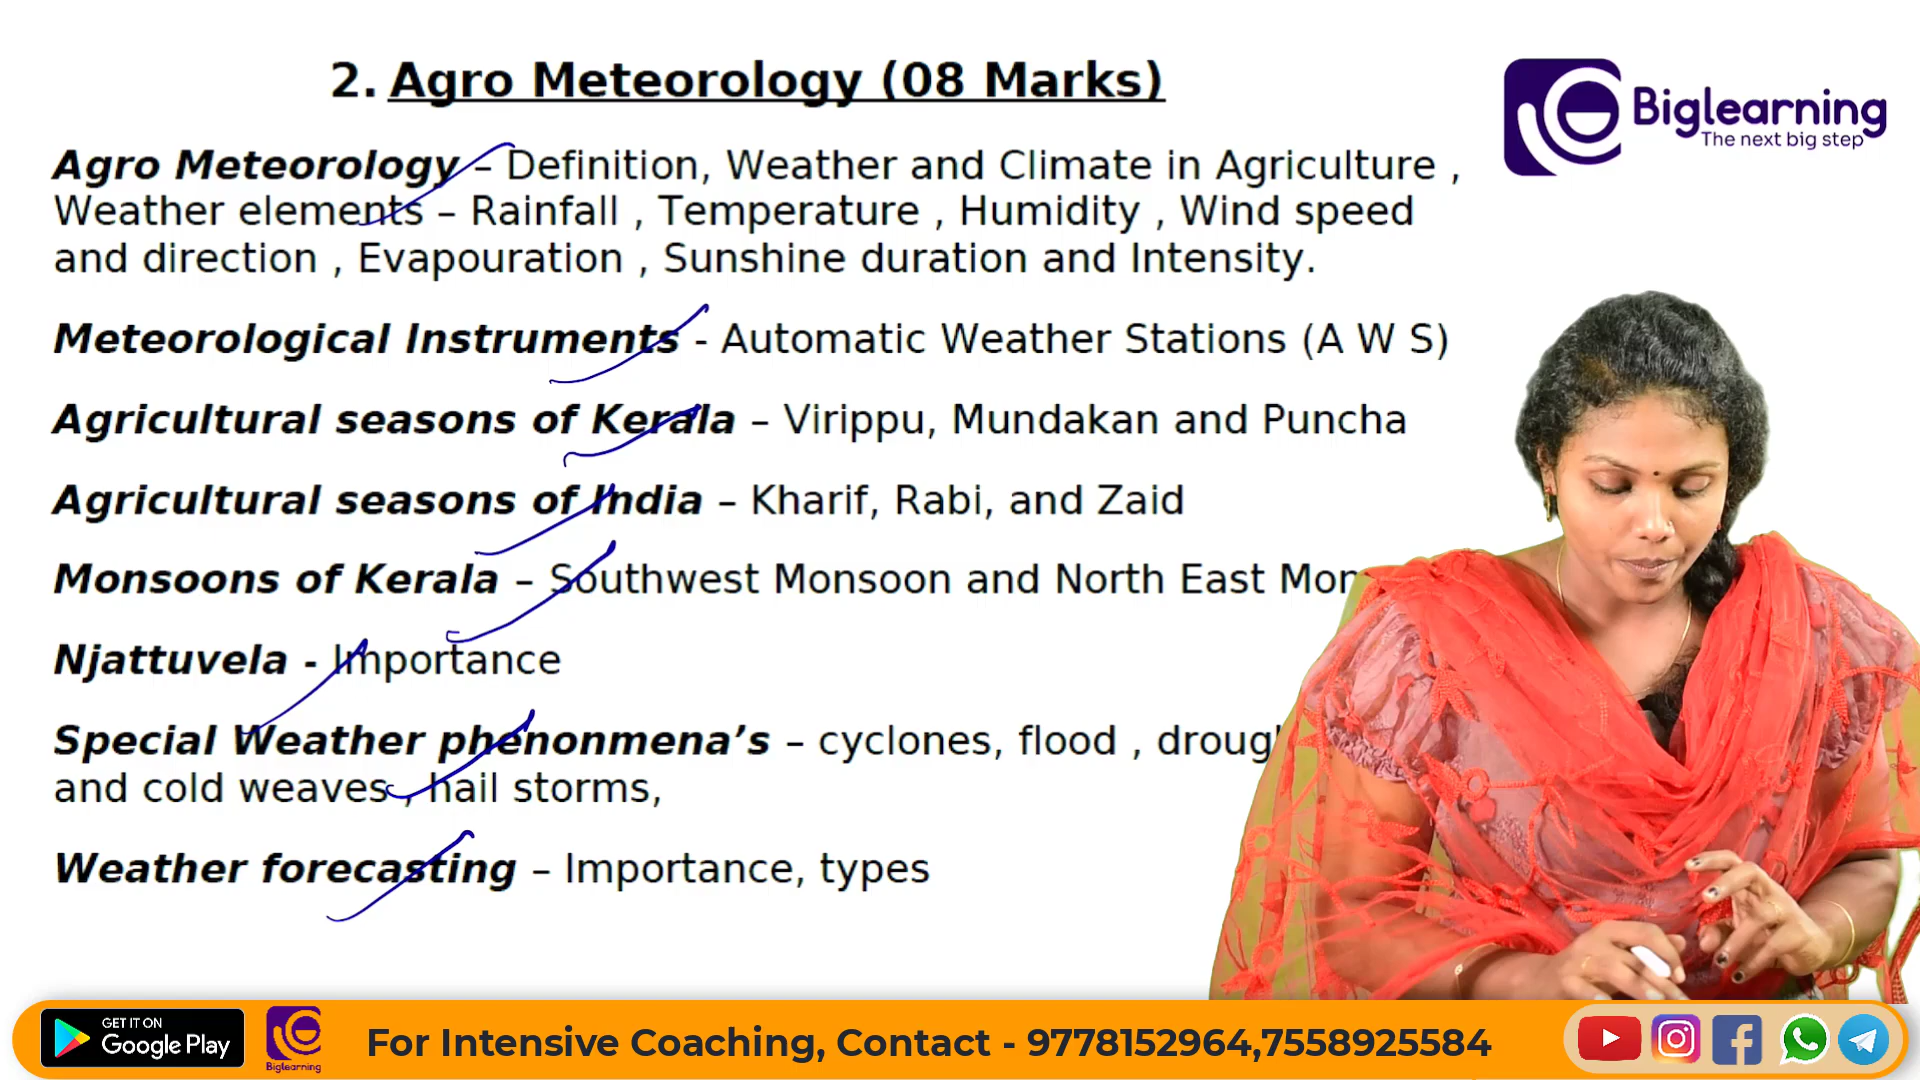 2. Agro Meteorology (08 Marks)
Biglearning
The next big step
Agro Meteorology – Definition, Weather and Climate in Agriculture ,
Weather elements – Rainfall , Temperature , Humidity , Wind speed
and direction , Evapouration , Sunshine duration and Intensity.
Meteorological Instruments - Automatic Weather Stations (A W S)
Agricultural seasons of Kerala – Virippu, Mundakan and Puncha
Agricultural seasons of India – Kharif, Rabi, and Zaid
Monsoons of Kerala – Southwest Monsoon and North East Mon
Njattuvela - Importance
Special Weather phenonmena’s – cyclones, flood , droug
and cold weaves , hail storms,
Weather forecasting – Importance, types
GET IT ON
Google Play
Biglearning
For Intensive Coaching, Contact - 9778152964,7558925584